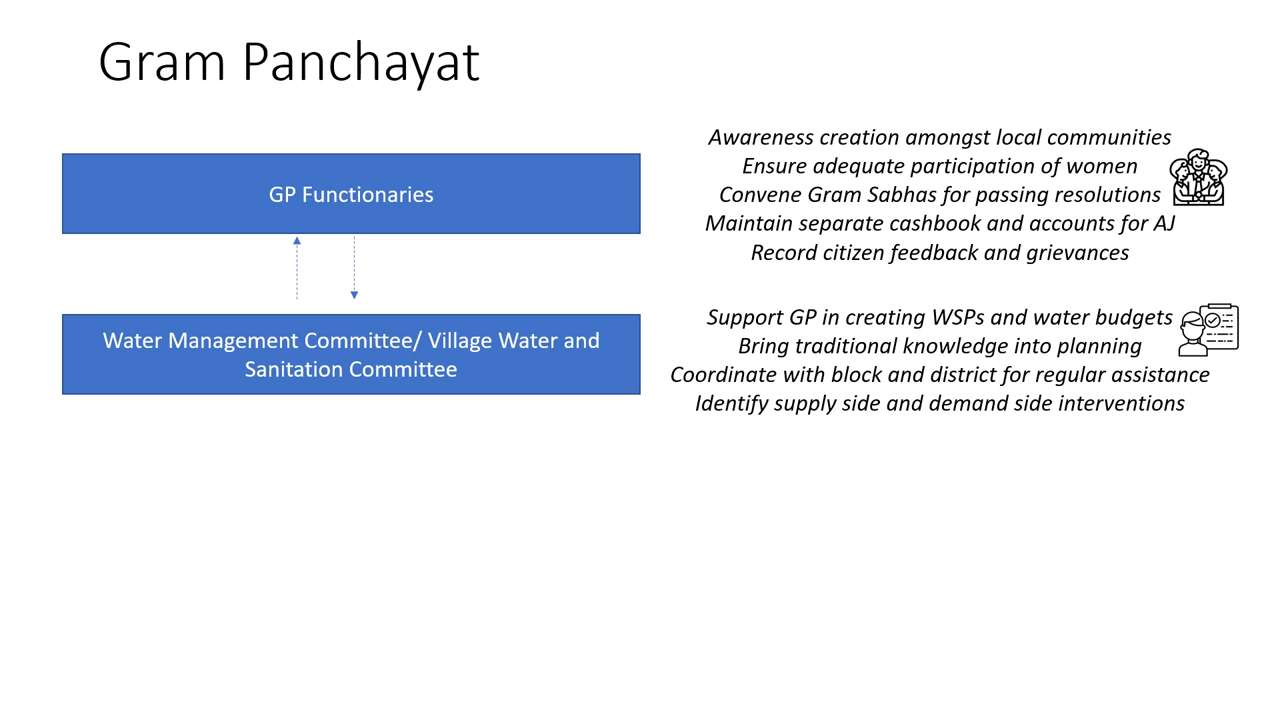 Gram Panchayat
GP Functionaries
Awareness creation amongst local communities
Ensure adequate participation of women
Convene Gram Sabhas for passing resolutions
Maintain separate cashbook and accounts for AJ
Record citizen feedback and grievances
Water Management Committee/ Village Water and
Sanitation Committee
Support GP in creating WSPs and water budgets
Bring traditional knowledge into planning
Coordinate with block and district for regular assistance
Identify supply side and demand side interventions